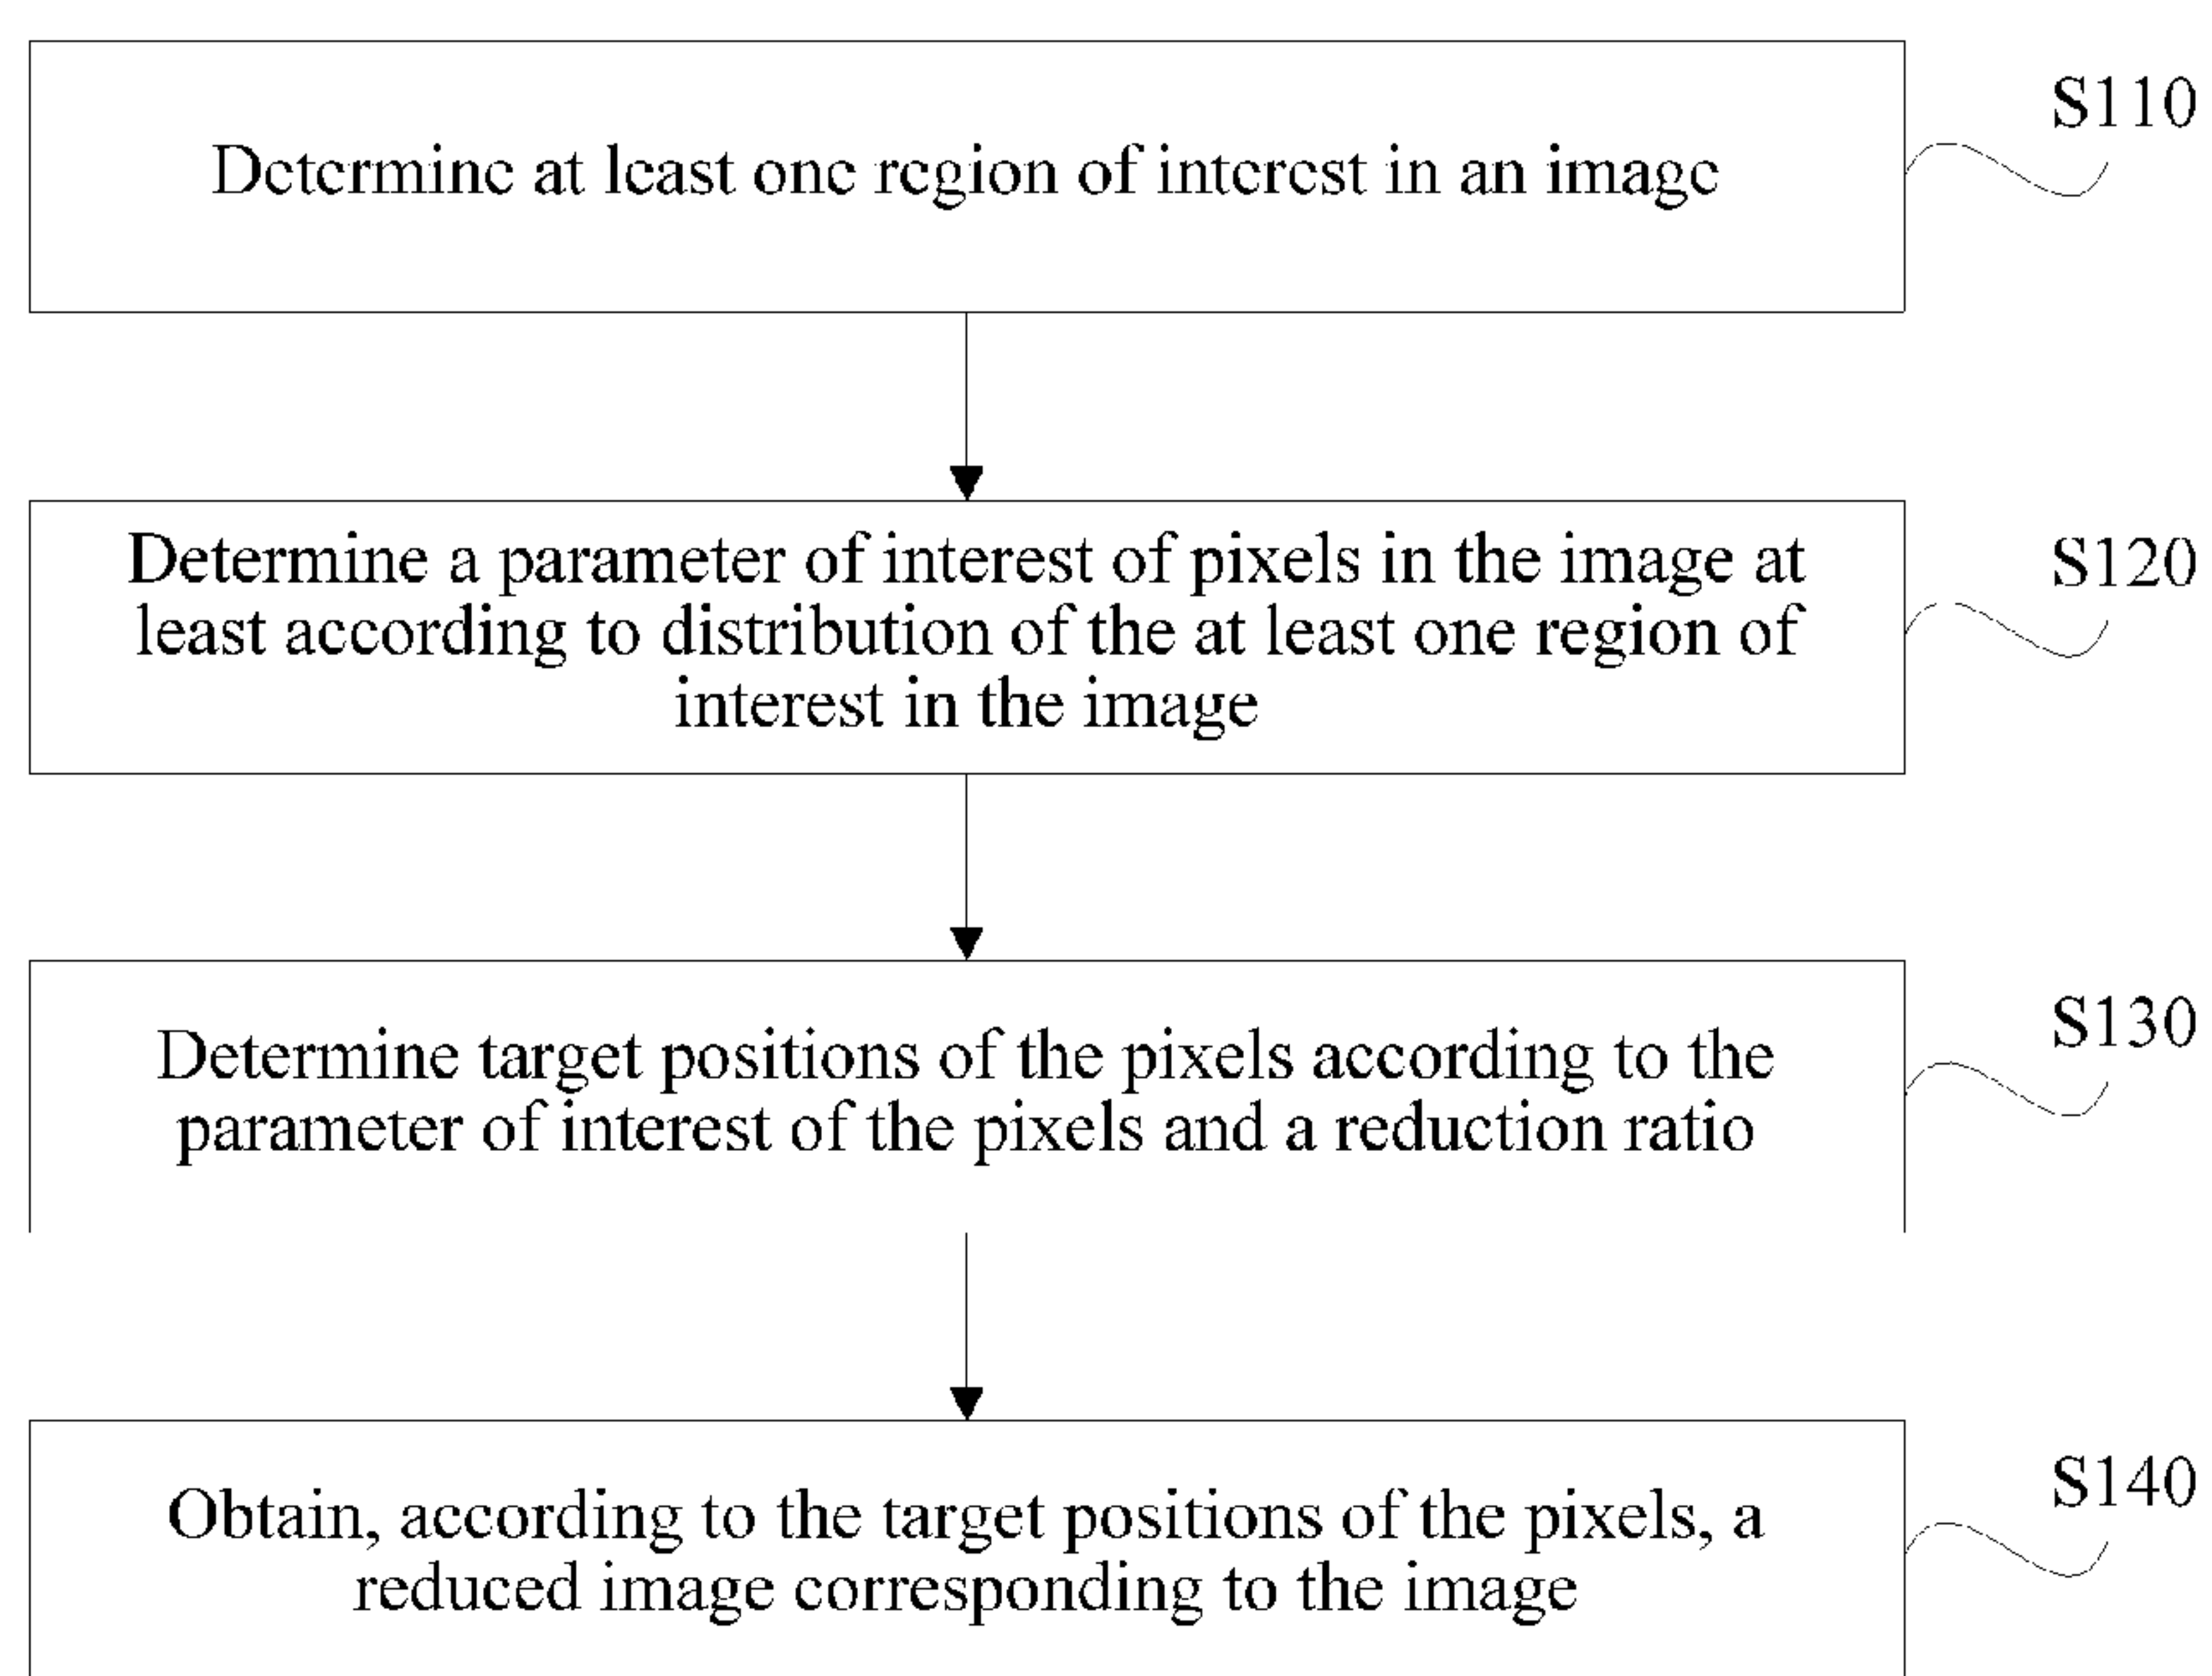 S110
Determine at least one region of interest in an image
S120
Determine a parameter of interest of pixels in the image at
least according to distribution of the at least one region of
interest in the image
S130
Determine target positions of the pixels according to the
parameter of interest of the pixels and a reduction ratio
S140
Obtain, according to the target positions of the pixels, a
reduced image corresponding to the image